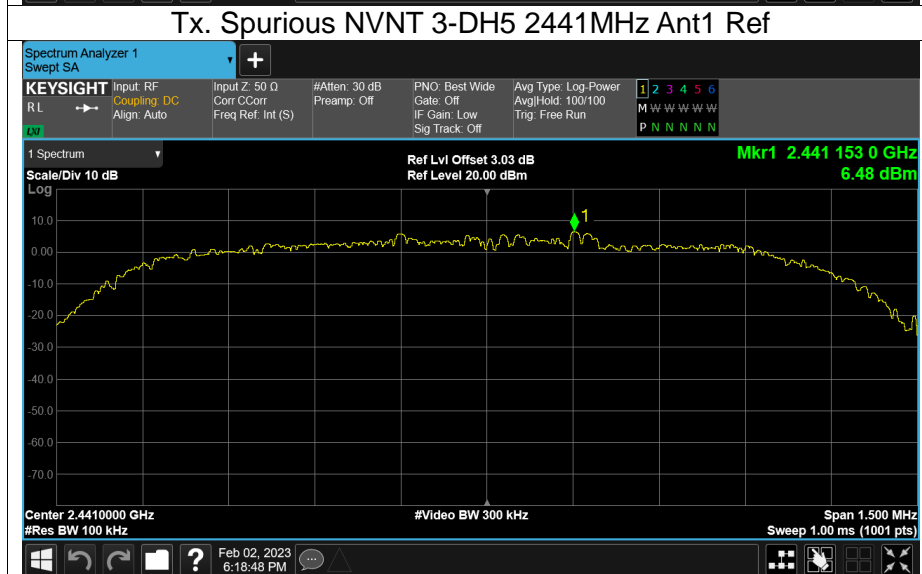 Tx. Spurious NVNT 3-DH5 2441MHz Ant1 Ref
Spectrum Analyzer 1
Swept SA
+
KEYSIGHT Input: RF Input Z: 50 Ω #Atten: 30 dB PNO: Best Wide Avg Type: Log-Power 1 2 3 4 5 6
R L Coupling: DC Corr CCorr Preamp: Off Gate: Off Avg|Hold: 100/100 M W W W W W
Align: Auto Freq Ref: Int (S) IF Gain: Low Trig: Free Run
LXI Sig Track: Off P N N N N N
1 Spectrum Ref Lvl Offset 3.03 dB Mkr1 2.441 153 0 GHz
Scale/Div 10 dB Ref Level 20.00 dBm 6.48 dBm
Log
1
10.0
0.00
-10.0
-20.0
-30.0
-40.0
-50.0
-60.0
-70.0
Center 2.4410000 GHz #Video BW 300 kHz Span 1.500 MHz
#Res BW 100 kHz Sweep 1.00 ms (1001 pts)
? Feb 02, 2023
6:18:48 PM